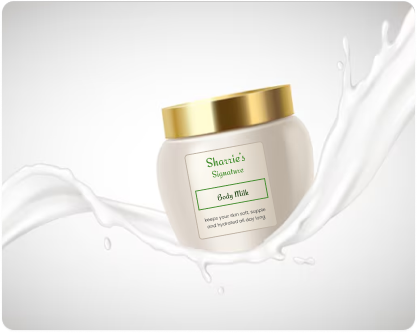 Sharrie's
Signature
Body Milk
keeps your skin soft, supple
and hydrated all day long